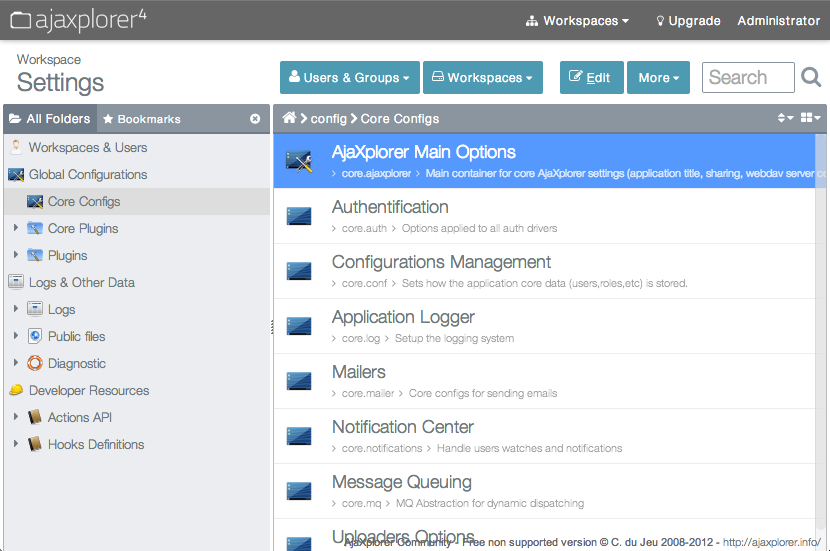 ajaxplorer4
Workspaces
Upgrade
Administrator
Workspace
Settings
Users & Groups
Workspaces
Edit
More
Search
All Folders
Bookmarks
config
Core Configs
Workspaces & Users
Global Configurations
Core Configs
Core Plugins
Plugins
Logs & Other Data
Logs
Public files
Diagnostic
Developer Resources
Actions API
Hooks Definitions
AjaXplorer Main Options
core.ajaxplorer > Main container for core AjaXplorer settings (application title, sharing, webdav server co
Authentification
core.auth > Options applied to all auth drivers
Configurations Management
core.conf > Sets how the application core data (users,roles,etc) is stored.
Application Logger
core.log > Setup the logging system
Mailers
core.mailer > Core configs for sending emails
Notification Center
core.notifications > Handle users watches and notifications
Message Queuing
core.mq > MQ Abstraction for dynamic dispatching
Uploaders Options
AjaXplorer Community - Free non supported version © C. du Jeu 2008-2012 - http://ajaxplorer.info/